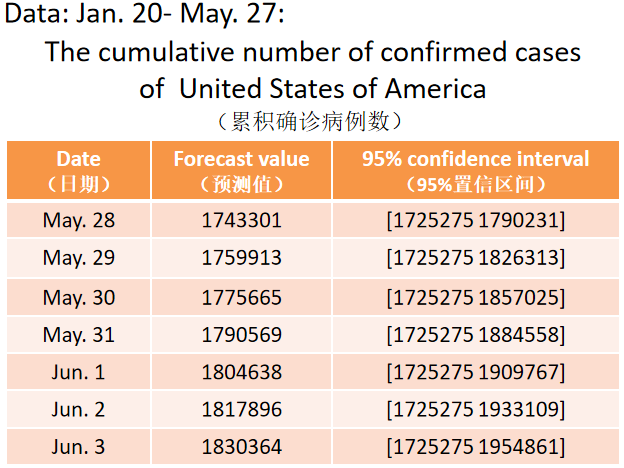 Data: Jan. 20- May. 27:
The cumulative number of confirmed cases
of United States of America
（累积确诊病例数）
Date Forecast value 95% confidence interval
（日期） （预测值） （95%置信区间）
May. 28 1743301 [1725275 1790231]
May. 29 1759913 [1725275 1826313]
May. 30 1775665 [1725275 1857025]
May. 31 1790569 [1725275 1884558]
Jun. 1 1804638 [1725275 1909767]
Jun. 2 1817896 [1725275 1933109]
Jun. 3 1830364 [1725275 1954861]